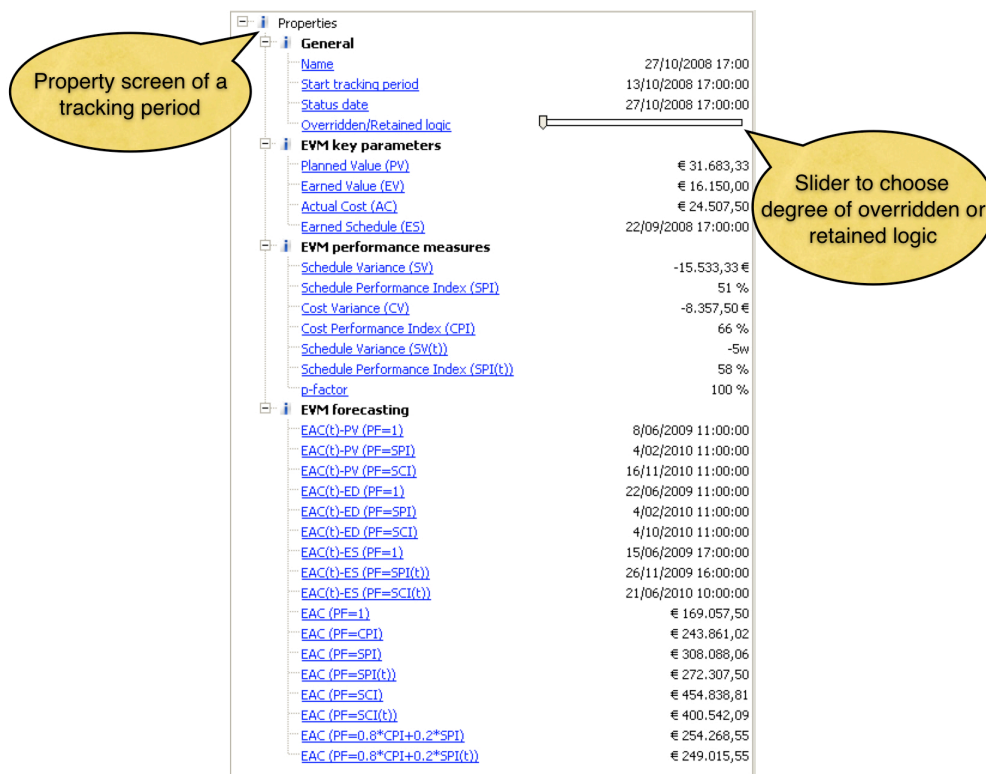 Properties
General
Name 27/10/2008 17:00
Start tracking period 13/10/2008 17:00:00
Status date 27/10/2008 17:00:00
Overridden/Retained logic
EVM key parameters
Planned Value (PV) € 31.683,33
Earned Value (EV) € 16.150,00
Actual Cost (AC) € 24.507,50
Earned Schedule (ES) 22/09/2008 17:00:00
EVM performance measures
Schedule Variance (SV) -15.533,33 €
Schedule Performance Index (SPI) 51 %
Cost Variance (CV) -8.357,50 €
Cost Performance Index (CPI) 66 %
Schedule Variance (SV(t)) -5w
Schedule Performance Index (SPI(t)) 58 %
p-factor 100 %
EVM forecasting
EAC(t)-PV (PF=1) 8/06/2009 11:00:00
EAC(t)-PV (PF=SPI) 4/02/2010 11:00:00
EAC(t)-PV (PF=SCI) 16/11/2010 11:00:00
EAC(t)-ED (PF=1) 22/06/2009 11:00:00
EAC(t)-ED (PF=SPI) 4/02/2010 11:00:00
EAC(t)-ED (PF=SCI) 4/10/2010 11:00:00
EAC(t)-ES (PF=1) 15/06/2009 17:00:00
EAC(t)-ES (PF=SPI(t)) 26/11/2009 16:00:00
EAC(t)-ES (PF=SCI(t)) 21/06/2010 10:00:00
EAC (PF=1) € 169.057,50
EAC (PF=CPI) € 243.861,02
EAC (PF=SPI) € 308.088,06
EAC (PF=SPI(t)) € 272.307,50
EAC (PF=SCI) € 454.838,81
EAC (PF=SCI(t)) € 400.542,09
EAC (PF=0.8*CPI+0.2*SPI) € 254.268,55
EAC (PF=0.8*CPI+0.2*SPI(t)) € 249.015,55
Property screen of a
tracking period
Slider to choose
degree of overridden or
retained logic